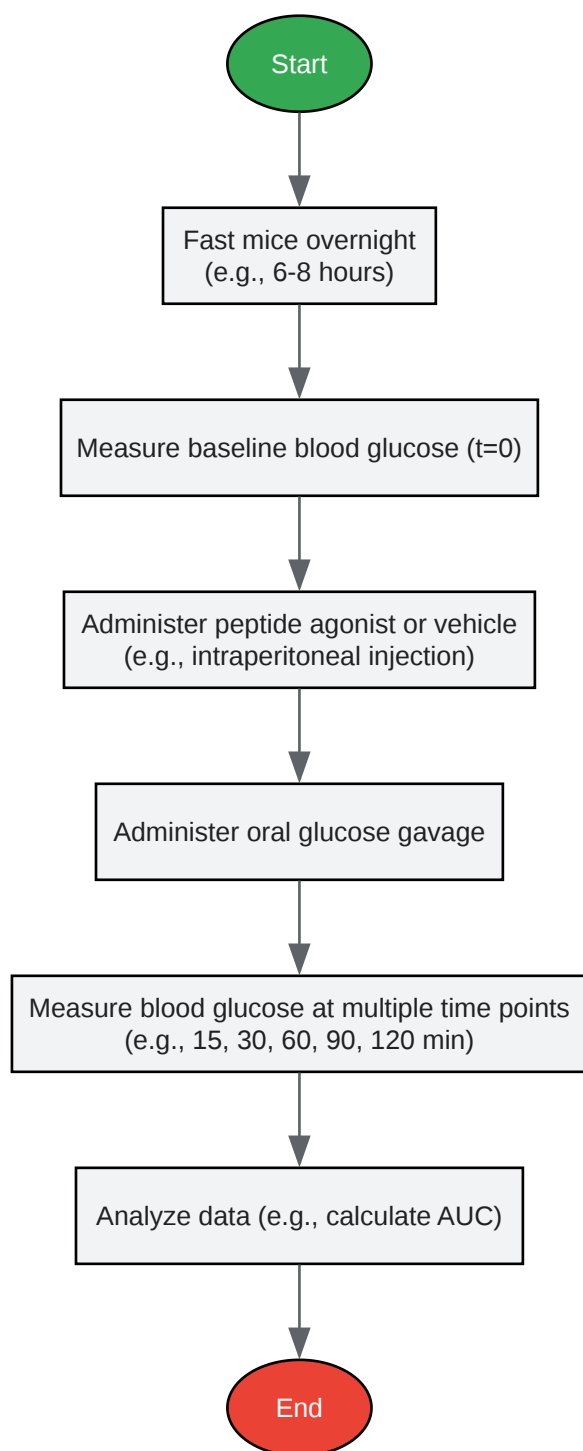 Start
Fast mice overnight
(e.g., 6-8 hours)
Measure baseline blood glucose (t=0)
Administer peptide agonist or vehicle
(e.g., intraperitoneal injection)
Administer oral glucose gavage
Measure blood glucose at multiple time points
(e.g., 15, 30, 60, 90, 120 min)
Analyze data (e.g., calculate AUC)
End